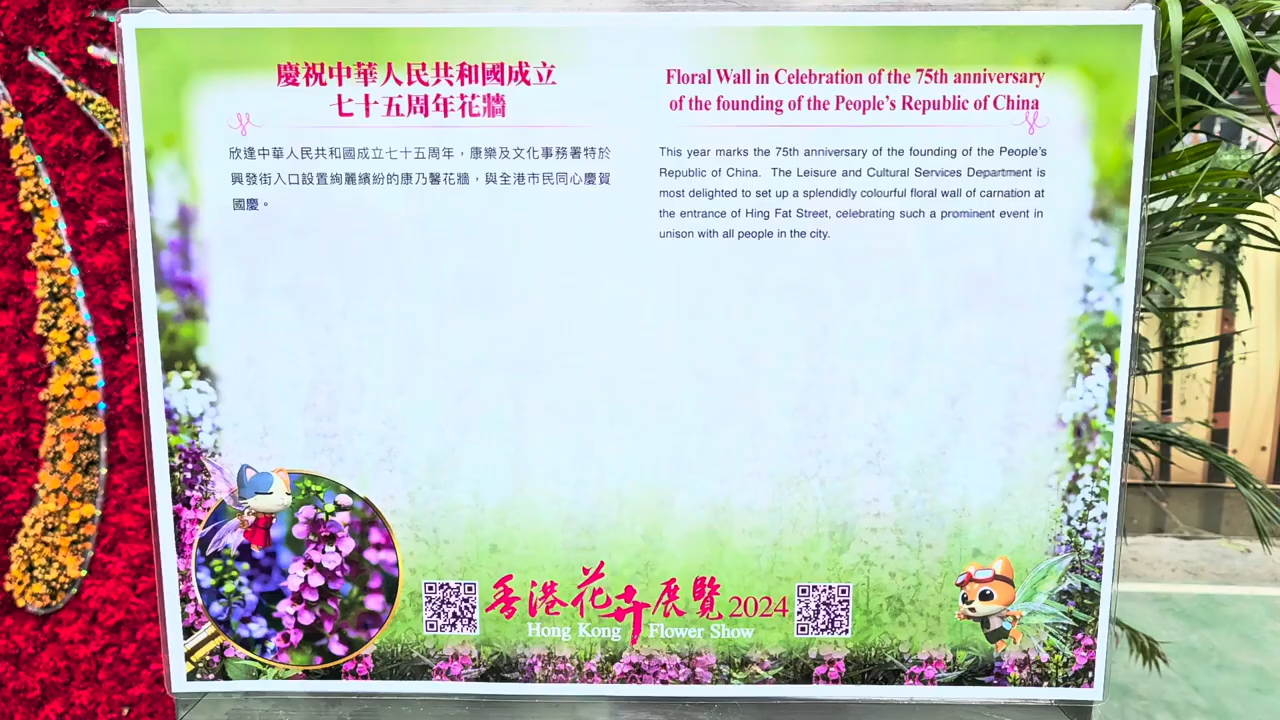 慶祝中華人民共和國成立
七十五周年花牆
欣逢中華人民共和國成立七十五周年，康樂及文化事務署特於
興發街入口設置絢麗繽紛的康乃馨花牆，與全港市民同心慶賀
國慶。
Floral Wall in Celebration of the 75th anniversary
of the founding of the People's Republic of China
This year marks the 75th anniversary of the founding of the People's
Republic of China. The Leisure and Cultural Services Department is
most delighted to set up a splendidly colourful floral wall of carnation at
the entrance of Hing Fat Street, celebrating such a prominent event in
unison with all people in the city.
香港花卉展覽2024
Hong Kong Flower Show